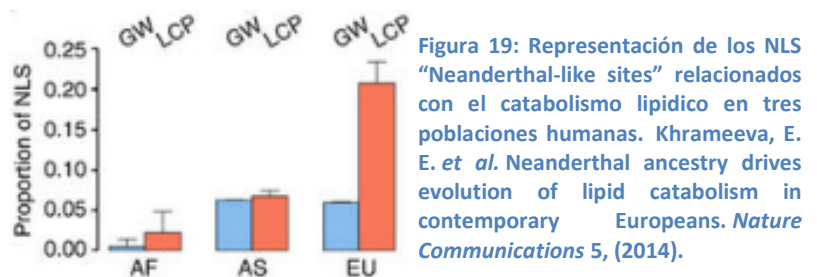 GW LCP GW LCP GW LCP
Proportion of NLS
0.25
0.20
0.15
0.10
0.05
0.00
AF AS EU
Figura 19: Representación de los NLS
“Neanderthal-like sites” relacionados
con el catabolismo lipidico en tres
poblaciones humanas. Khrameeva, E.
E. et al. Neanderthal ancestry drives
evolution of lipid catabolism in
contemporary Europeans. Nature
Communications 5, (2014).